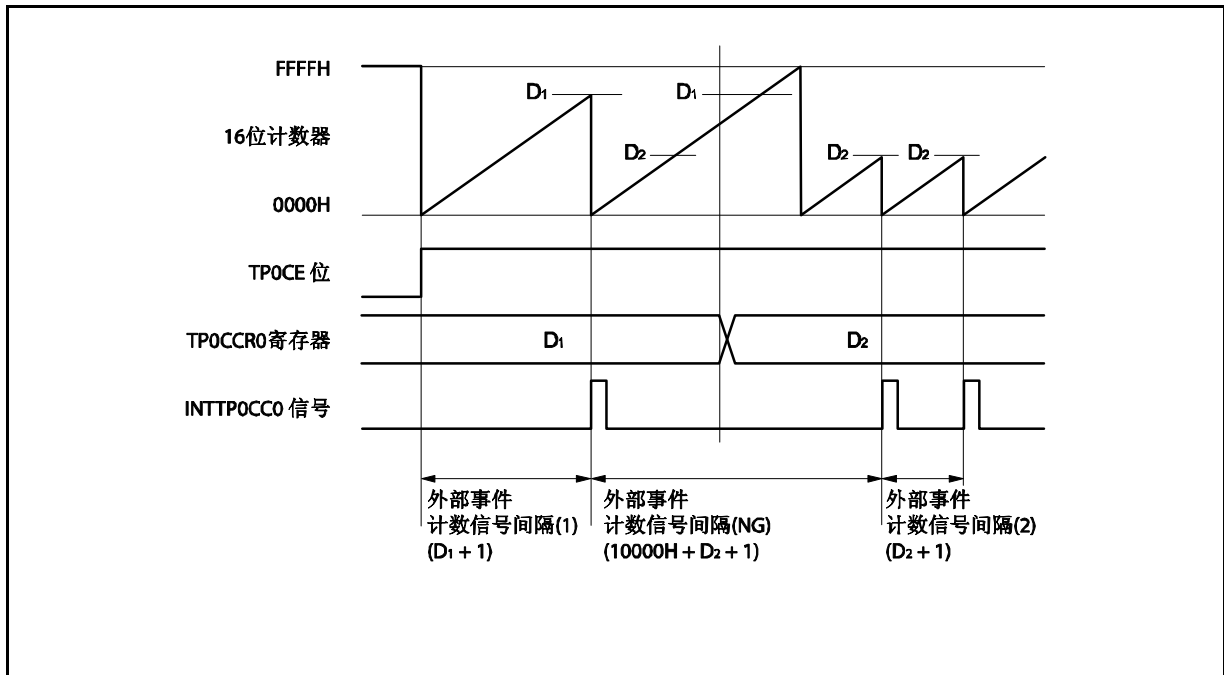 FFFFH
D₁
D₁
16位计数器
D₂
D₂
D₂
0000H
TP0CE 位
TP0CCR0寄存器
D₁
D₂
INTTP0CC0 信号
外部事件
计数信号间隔(1)
(D₁ + 1)
外部事件
计数信号间隔(NG)
(10000H + D₂ + 1)
外部事件
计数信号间隔(2)
(D₂ + 1)